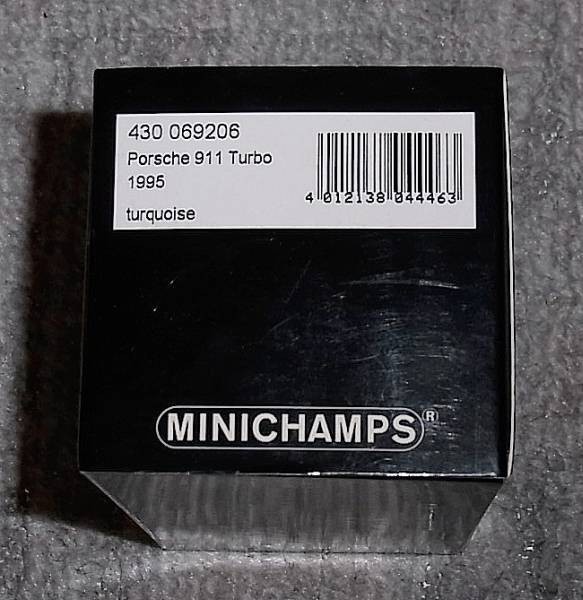 430 069206
Porsche 911 Turbo
1995
turquoise
4 012138 044463
MINICHAMPS®